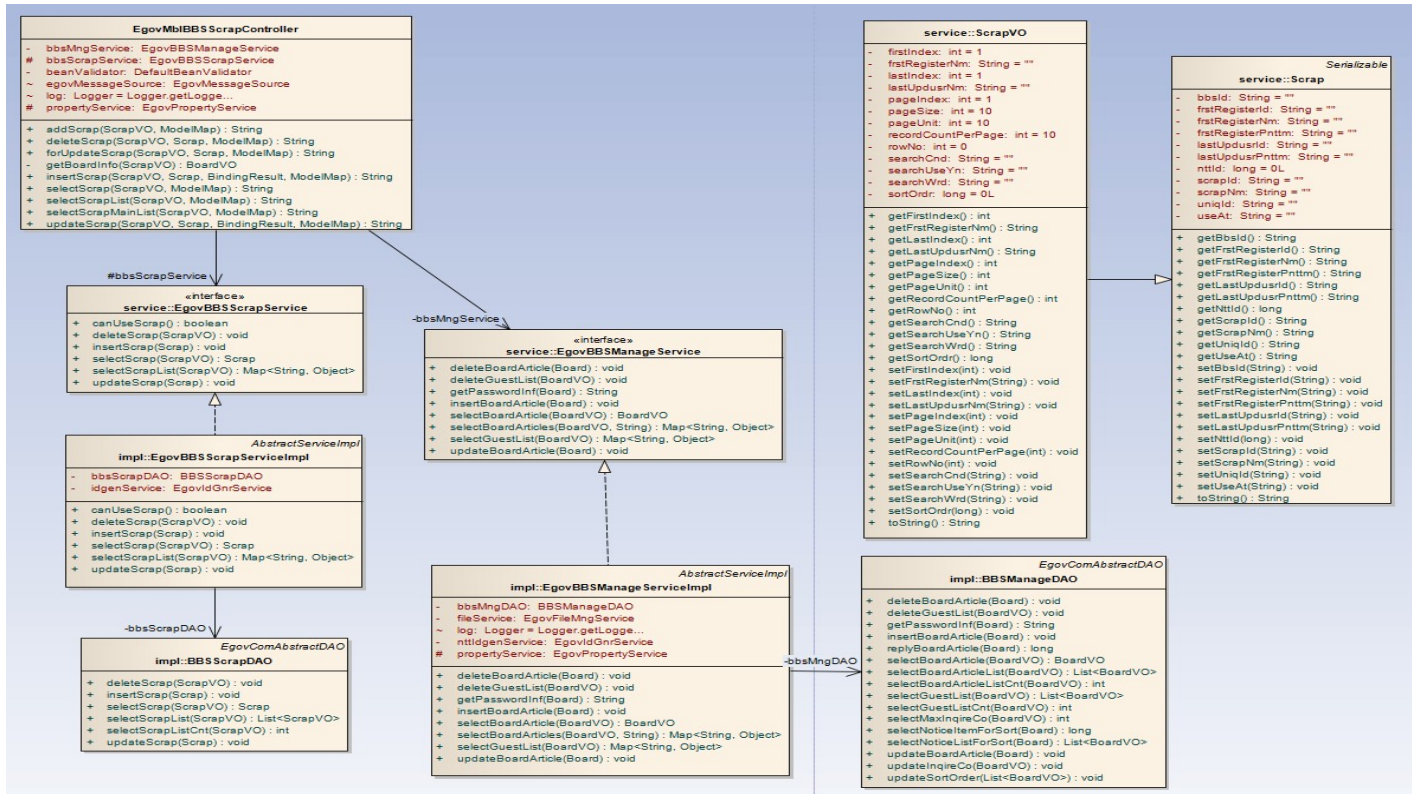 EgovMblBBSScrapController
- bbsMngService: EgovBBSManageService
# bbsScrapService: EgovBBSScrapService
- beanValidator: DefaultBeanValidator
~ egovMessageSource: EgovMessageSource
~ log: Logger = Logger.getLogge...
# propertyService: EgovPropertyService
+ addScrap(ScrapVO, ModelMap) : String
+ deleteScrap(ScrapVO, Scrap, ModelMap) : String
+ forUpdateScrap(ScrapVO, Scrap, ModelMap) : String
- getBoardInfo(ScrapVO) : BoardVO
+ insertScrap(ScrapVO, Scrap, BindingResult, ModelMap) : String
+ selectScrap(ScrapVO, ModelMap) : String
+ selectScrapList(ScrapVO, ModelMap) : String
+ selectScrapMainList(ScrapVO, ModelMap) : String
+ updateScrap(ScrapVO, Scrap, BindingResult, ModelMap) : String
#bbsScrapService
«interface»
service::EgovBBSScrapService
+ canUseScrap() : boolean
+ deleteScrap(ScrapVO) : void
+ insertScrap(Scrap) : void
+ selectScrap(ScrapVO) : Scrap
+ selectScrapList(ScrapVO) : Map<String, Object>
+ updateScrap(Scrap) : void
AbstractServiceImpl
impl::EgovBBSScrapServiceImpl
- bbsScrapDAO: BBSScrapDAO
- idgenService: EgovIdGnrService
+ canUseScrap() : boolean
+ deleteScrap(ScrapVO) : void
+ insertScrap(Scrap) : void
+ selectScrap(ScrapVO) : Scrap
+ selectScrapList(ScrapVO) : Map<String, Object>
+ updateScrap(Scrap) : void
-bbsScrapDAO
EgovComAbstractDAO
impl::BBSScrapDAO
+ deleteScrap(ScrapVO) : void
+ insertScrap(Scrap) : void
+ selectScrap(ScrapVO) : Scrap
+ selectScrapList(ScrapVO) : List<ScrapVO>
+ selectScrapListCnt(ScrapVO) : int
+ updateScrap(Scrap) : void
-bbsMngService
«interface»
service::EgovBBSManageService
+ deleteBoardArticle(Board) : void
+ deleteGuestList(BoardVO) : void
+ getPasswordInf(Board) : String
+ insertBoardArticle(Board) : void
+ selectBoardArticle(BoardVO) : BoardVO
+ selectBoardArticles(BoardVO, String) : Map<String, Object>
+ selectGuestList(BoardVO) : Map<String, Object>
+ updateBoardArticle(Board) : void
AbstractServiceImpl
impl::EgovBBSManageServiceImpl
- bbsMngDAO: BBSManageDAO
- fileService: EgovFileMngService
~ log: Logger = Logger.getLogge...
- nttIdgenService: EgovIdGnrService
# propertyService: EgovPropertyService
+ deleteBoardArticle(Board) : void
+ deleteGuestList(BoardVO) : void
+ getPasswordInf(Board) : String
+ insertBoardArticle(Board) : void
+ selectBoardArticle(BoardVO) : BoardVO
+ selectBoardArticles(BoardVO, String) : Map<String, Object>
+ selectGuestList(BoardVO) : Map<String, Object>
+ updateBoardArticle(Board) : void
-bbsMngDAO
service::ScrapVO
- firstIndex: int = 1
- frstRegisterNm: String = ""
- lastIndex: int = 1
- lastUpdusrNm: String = ""
- pageIndex: int = 1
- pageSize: int = 10
- pageUnit: int = 10
- recordCountPerPage: int = 10
- rowNo: int = 0
- searchCnd: String = ""
- searchUseYn: String = ""
- searchWrd: String = ""
- sortOrdr: long = 0L
+ getFirstIndex() : int
+ getFrstRegisterNm() : String
+ getLastIndex() : int
+ getLastUpdusrNm() : String
+ getPageIndex() : int
+ getPageSize() : int
+ getPageUnit() : int
+ getRecordCountPerPage() : int
+ getRowNo() : int
+ getSearchCnd() : String
+ getSearchUseYn() : String
+ getSearchWrd() : String
+ getSortOrdr() : long
+ setFirstIndex(int) : void
+ setFrstRegisterNm(String) : void
+ setLastIndex(int) : void
+ setLastUpdusrNm(String) : void
+ setPageIndex(int) : void
+ setPageSize(int) : void
+ setPageUnit(int) : void
+ setRecordCountPerPage(int) : void
+ setRowNo(int) : void
+ setSearchCnd(String) : void
+ setSearchUseYn(String) : void
+ setSearchWrd(String) : void
+ setSortOrdr(long) : void
+ toString() : String
Serializable
service::Scrap
- bbsId: String = ""
- frstRegisterId: String = ""
- frstRegisterNm: String = ""
- frstRegisterPnttm: String = ""
- lastUpdusrId: String = ""
- lastUpdusrPnttm: String = ""
- nttId: long = 0L
- scrapId: String = ""
- scrapNm: String = ""
- uniqId: String = ""
- useAt: String = ""
+ getBbsId() : String
+ getFrstRegisterId() : String
+ getFrstRegisterNm() : String
+ getFrstRegisterPnttm() : String
+ getLastUpdusrId() : String
+ getLastUpdusrPnttm() : String
+ getNttId() : long
+ getScrapId() : String
+ getScrapNm() : String
+ getUniqId() : String
+ getUseAt() : String
+ setBbsId(String) : void
+ setFrstRegisterId(String) : void
+ setFrstRegisterNm(String) : void
+ setFrstRegisterPnttm(String) : void
+ setLastUpdusrId(String) : void
+ setLastUpdusrPnttm(String) : void
+ setNttId(long) : void
+ setScrapId(String) : void
+ setScrapNm(String) : void
+ setUniqId(String) : void
+ setUseAt(String) : void
+ toString() : String
EgovComAbstractDAO
impl::BBSManageDAO
+ deleteBoardArticle(Board) : void
+ deleteGuestList(BoardVO) : void
+ getPasswordInf(Board) : String
+ insertBoardArticle(Board) : void
+ replyBoardArticle(Board) : long
+ selectBoardArticle(BoardVO) : BoardVO
+ selectBoardArticleList(BoardVO) : List<BoardVO>
+ selectBoardArticleListCnt(BoardVO) : int
+ selectGuestList(BoardVO) : List<BoardVO>
+ selectGuestListCnt(BoardVO) : int
+ selectMaxInqireCo(BoardVO) : int
+ selectNoticeItemForSort(Board) : long
+ selectNoticeListForSort(Board) : List<BoardVO>
+ updateBoardArticle(Board) : void
+ updateInqireCo(BoardVO) : void
+ updateSortOrder(List<BoardVO>) : void